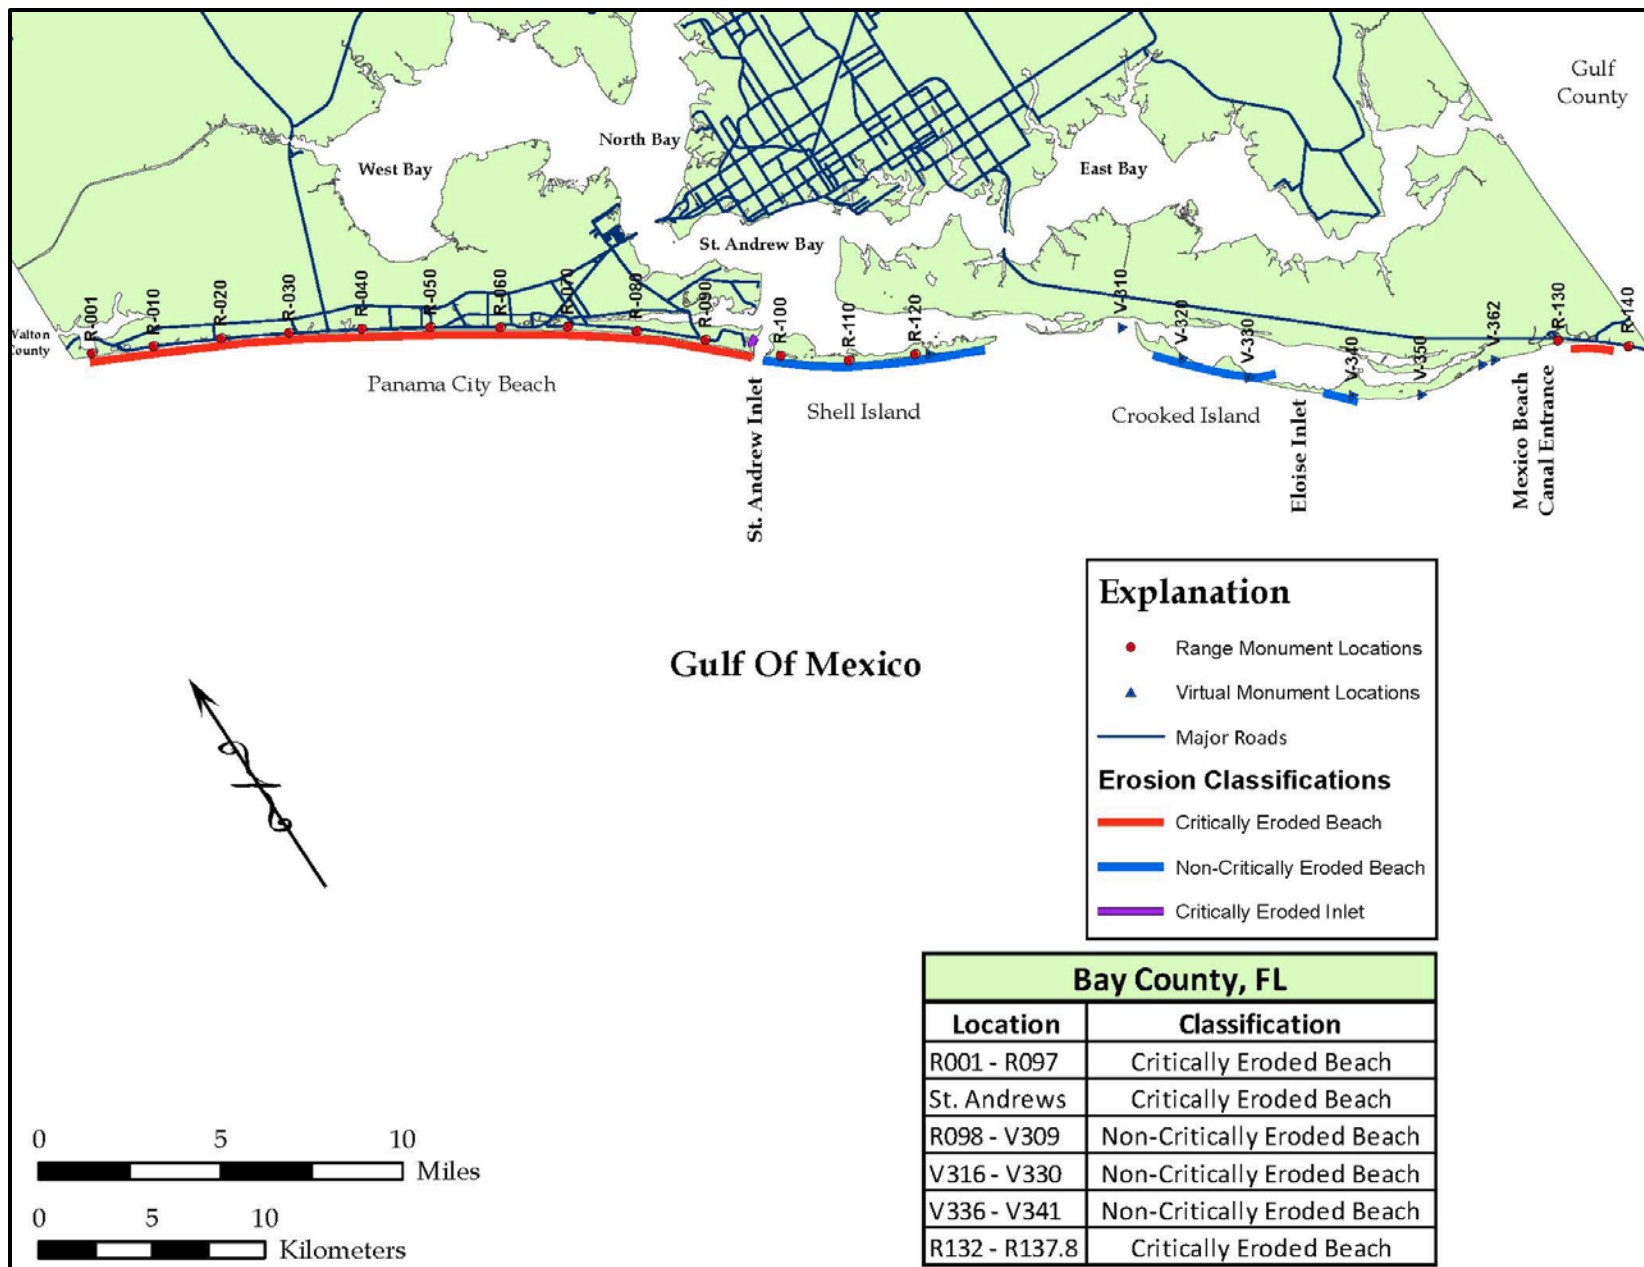 Gulf
County
North Bay
West Bay
East Bay
St. Andrew Bay
Walton
County
R-001
R-010
R-020
R-030
R-040
R-050
R-060
R-070
R-080
R-090
R-100
R-110
R-120
V-310
V-320
V-330
V-340
V-350
V-362
R-130
R-140
Panama City Beach
St. Andrew Inlet
Shell Island
Crooked Island
Eloise Inlet
Mexico Beach
Canal Entrance
Gulf Of Mexico
Explanation
Range Monument Locations
Virtual Monument Locations
Major Roads
Erosion Classifications
Critically Eroded Beach
Non-Critically Eroded Beach
Critically Eroded Inlet
Bay County, FL
Location Classification
R001 - R097 Critically Eroded Beach
St. Andrews Critically Eroded Beach
R098 - V309 Non-Critically Eroded Beach
V316 - V330 Non-Critically Eroded Beach
V336 - V341 Non-Critically Eroded Beach
R132 - R137.8 Critically Eroded Beach
0 5 10
Miles
0 5 10
Kilometers